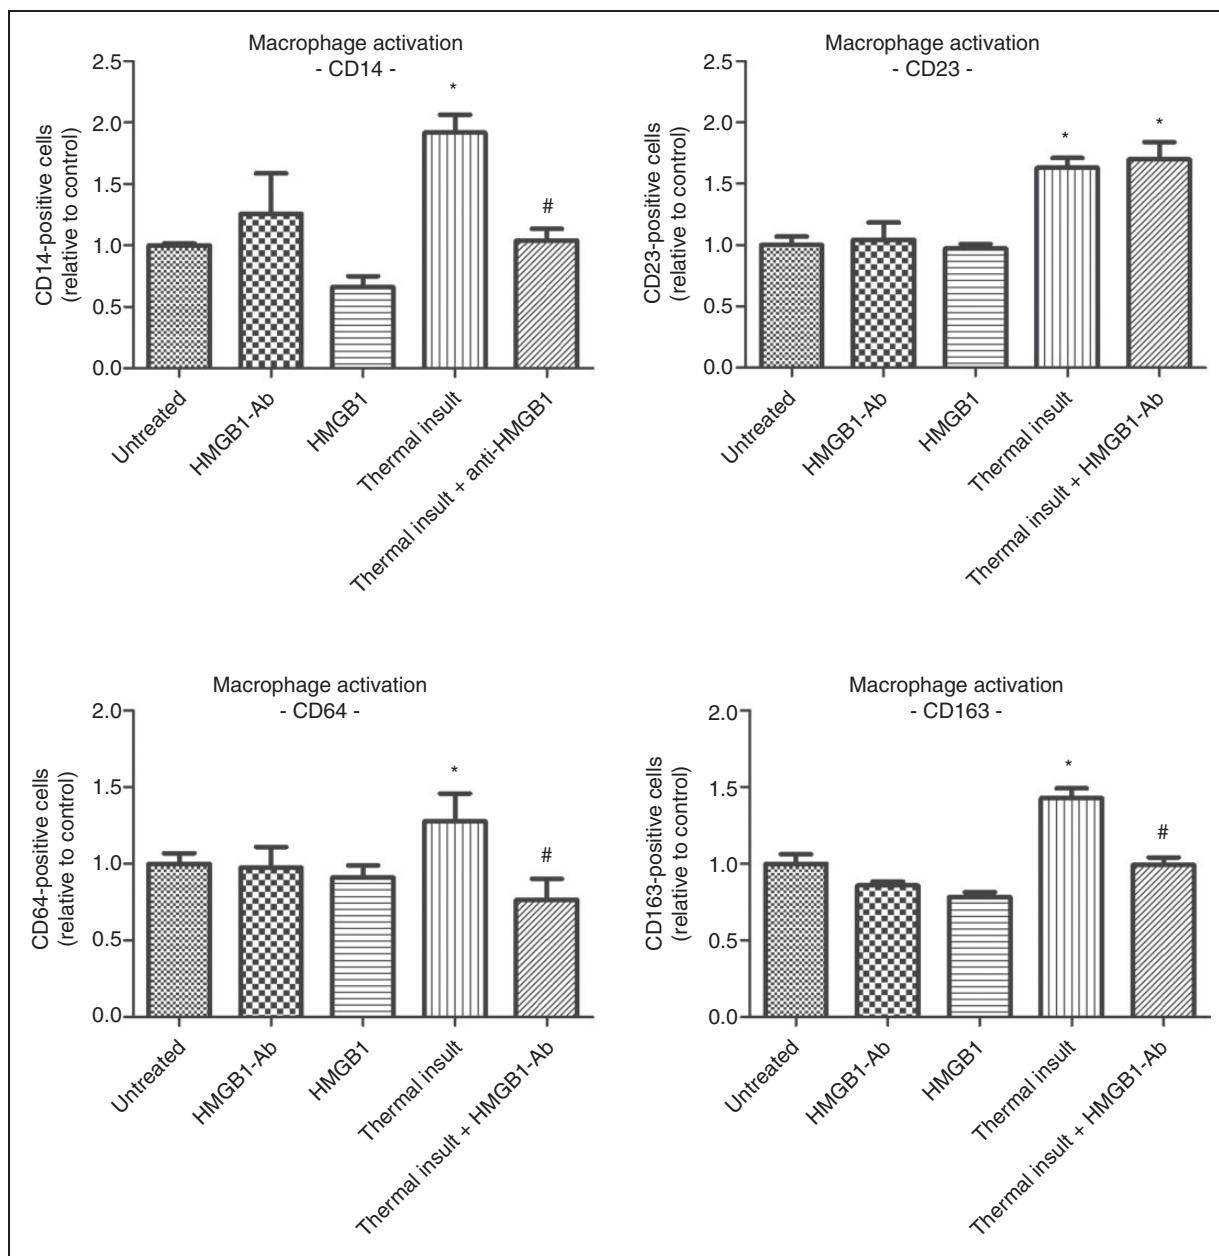 Macrophage activation
- CD14 -
CD14-positive cells
(relative to control)
2.5
2.0
1.5
1.0
0.5
0.0
*
#
Untreated
HMGB1-Ab
HMGB1
Thermal insult
Thermal insult + anti-HMGB1
Macrophage activation
- CD23 -
CD23-positive cells
(relative to control)
2.5
2.0
1.5
1.0
0.5
0.0
*
*
Untreated
HMGB1-Ab
HMGB1
Thermal insult
Thermal insult + HMGB1-Ab
Macrophage activation
- CD64 -
CD64-positive cells
(relative to control)
2.0
1.5
1.0
0.5
0.0
*
#
Untreated
HMGB1-Ab
HMGB1
Thermal insult
Thermal insult + HMGB1-Ab
Macrophage activation
- CD163 -
CD163-positive cells
(relative to control)
2.0
1.5
1.0
0.5
0.0
*
#
Untreated
HMGB1-Ab
HMGB1
Thermal insult
Thermal insult + HMGB1-Ab